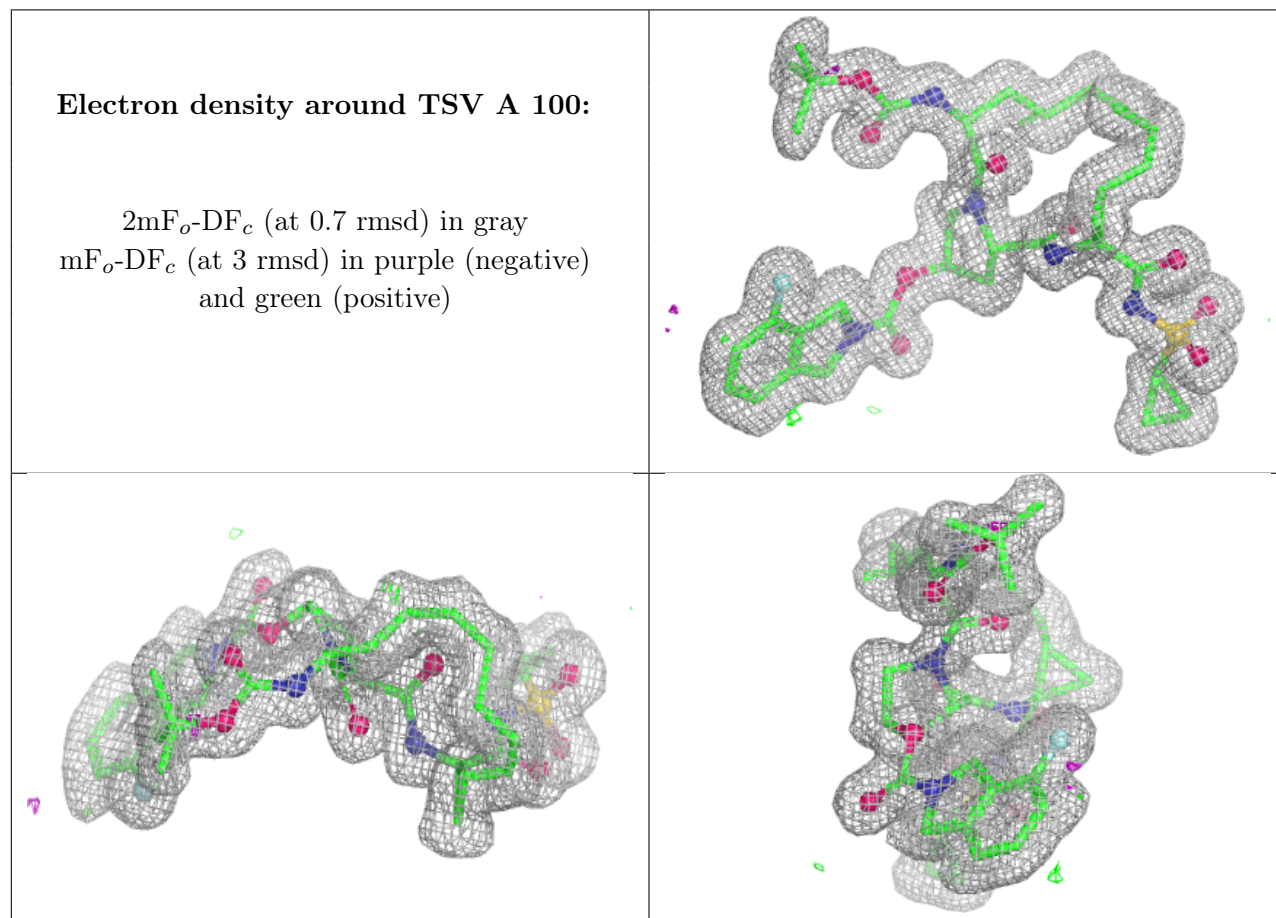 Electron density around TSV A 100:
2mFo-DFc (at 0.7 rmsd) in gray
mFo-DFc (at 3 rmsd) in purple (negative)
and green (positive)